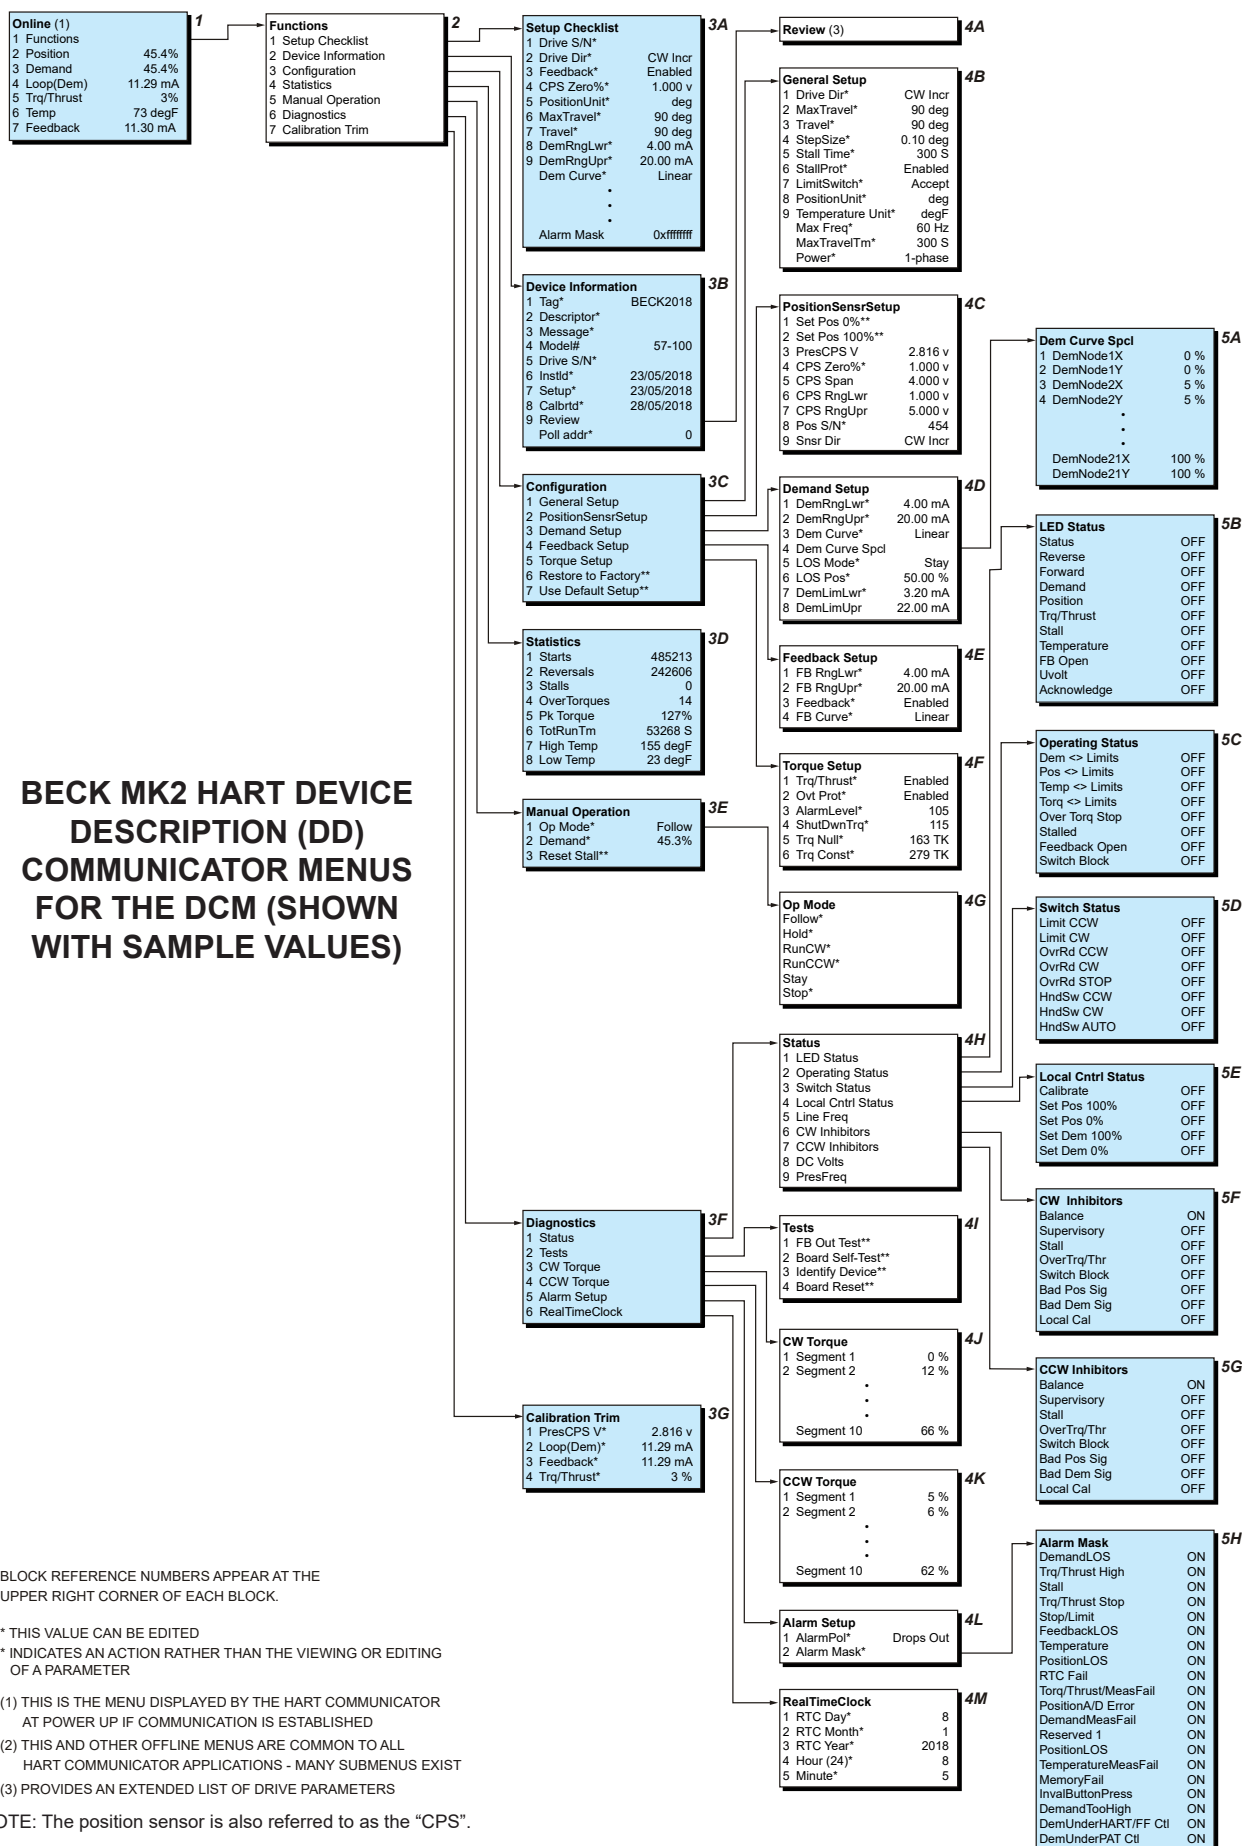 Online (1)
1 Functions
2 Position 45.4%
3 Demand 45.4%
4 Loop(Dem) 11.29 mA
5 Trq/Thrust 3%
6 Temp 73 degF
7 Feedback 11.30 mA
1
Functions
1 Setup Checklist
2 Device Information
3 Configuration
4 Statistics
5 Manual Operation
6 Diagnostics
7 Calibration Trim
2
Setup Checklist
1 Drive S/N*
2 Drive Dir* CW Incr
3 Feedback* Enabled
4 CPS Zero%* 1.000 v
5 PositionUnit* deg
6 MaxTravel* 90 deg
7 Travel* 90 deg
8 DemRngLwr* 4.00 mA
9 DemRngUpr* 20.00 mA
Dem Curve* Linear
•
•
•
Alarm Mask 0xffffffff
3A
Device Information
1 Tag* BECK2018
2 Descriptor*
3 Message*
4 Model# 57-100
5 Drive S/N*
6 Instld* 23/05/2018
7 Setup* 23/05/2018
8 Calbrtd* 28/05/2018
9 Review
Poll addr* 0
3B
Configuration
1 General Setup
2 PositionSensrSetup
3 Demand Setup
4 Feedback Setup
5 Torque Setup
6 Restore to Factory**
7 Use Default Setup**
3C
Statistics
1 Starts 485213
2 Reversals 242606
3 Stalls 0
4 OverTorques 14
5 Pk Torque 127%
6 TotRunTm 53268 S
7 High Temp 155 degF
8 Low Temp 23 degF
3D
Manual Operation
1 Op Mode* Follow
2 Demand* 45.3%
3 Reset Stall**
3E
Diagnostics
1 Status
2 Tests
3 CW Torque
4 CCW Torque
5 Alarm Setup
6 RealTimeClock
3F
Calibration Trim
1 PresCPS V* 2.816 v
2 Loop(Dem)* 11.29 mA
3 Feedback* 11.29 mA
4 Trq/Thrust* 3 %
3G
Review (3)
4A
General Setup
1 Drive Dir* CW Incr
2 MaxTravel* 90 deg
3 Travel* 90 deg
4 StepSize* 0.10 deg
5 Stall Time* 300 S
6 StallProt* Enabled
7 LimitSwitch* Accept
8 PositionUnit* deg
9 Temperature Unit* degF
Max Freq* 60 Hz
MaxTravelTm* 300 S
Power* 1-phase
4B
PositionSensrSetup
1 Set Pos 0%**
2 Set Pos 100%**
3 PresCPS V 2.816 v
4 CPS Zero%* 1.000 v
5 CPS Span 4.000 v
6 CPS RngLwr 1.000 v
7 CPS RngUpr 5.000 v
8 Pos S/N* 454
9 Snsr Dir CW Incr
4C
Demand Setup
1 DemRngLwr* 4.00 mA
2 DemRngUpr* 20.00 mA
3 Dem Curve* Linear
4 Dem Curve Spcl
5 LOS Mode* Stay
6 LOS Pos* 50.00 %
7 DemLimLwr* 3.20 mA
8 DemLimUpr 22.00 mA
4D
Feedback Setup
1 FB RngLwr* 4.00 mA
2 FB RngUpr* 20.00 mA
3 Feedback* Enabled
4 FB Curve* Linear
4E
Torque Setup
1 Trq/Thrust* Enabled
2 Ovt Prot* Enabled
3 AlarmLevel* 105
4 ShutDwnTrq* 115
5 Trq Null* 163 TK
6 Trq Const* 279 TK
4F
Op Mode
Follow*
Hold*
RunCW*
RunCCW*
Stay
Stop*
4G
Status
1 LED Status
2 Operating Status
3 Switch Status
4 Local Cntrl Status
5 Line Freq
6 CW Inhibitors
7 CCW Inhibitors
8 DC Volts
9 PresFreq
4H
Tests
1 FB Out Test**
2 Board Self-Test**
3 Identify Device**
4 Board Reset**
4I
CW Torque
1 Segment 1 0 %
2 Segment 2 12 %
•
•
•
Segment 10 66 %
4J
CCW Torque
1 Segment 1 5 %
2 Segment 2 6 %
•
•
•
Segment 10 62 %
4K
Alarm Setup
1 AlarmPol* Drops Out
2 Alarm Mask*
4L
RealTimeClock
1 RTC Day* 8
2 RTC Month* 1
3 RTC Year* 2018
4 Hour (24)* 8
5 Minute* 5
4M
Dem Curve Spcl
1 DemNode1X 0 %
2 DemNode1Y 0 %
3 DemNode2X 5 %
4 DemNode2Y 5 %
•
•
•
DemNode21X 100 %
DemNode21Y 100 %
5A
LED Status
Status OFF
Reverse OFF
Forward OFF
Demand OFF
Position OFF
Trq/Thrust OFF
Stall OFF
Temperature OFF
FB Open OFF
Uvolt OFF
Acknowledge OFF
5B
Operating Status
Dem <> Limits OFF
Pos <> Limits OFF
Temp <> Limits OFF
Torq <> Limits OFF
Over Torq Stop OFF
Stalled OFF
Feedback Open OFF
Switch Block OFF
5C
Switch Status
Limit CCW OFF
Limit CW OFF
OvrRd CCW OFF
OvrRd CW OFF
OvrRd STOP OFF
HndSw CCW OFF
HndSw CW OFF
HndSw AUTO OFF
5D
Local Cntrl Status
Calibrate OFF
Set Pos 100% OFF
Set Pos 0% OFF
Set Dem 100% OFF
Set Dem 0% OFF
5E
CW Inhibitors
Balance ON
Supervisory OFF
Stall OFF
OverTrq/Thr OFF
Switch Block OFF
Bad Pos Sig OFF
Bad Dem Sig OFF
Local Cal OFF
5F
CCW Inhibitors
Balance ON
Supervisory OFF
Stall OFF
OverTrq/Thr OFF
Switch Block OFF
Bad Pos Sig OFF
Bad Dem Sig OFF
Local Cal OFF
5G
Alarm Mask
DemandLOS ON
Trq/Thrust High ON
Stall ON
Trq/Thrust Stop ON
Stop/Limit ON
FeedbackLOS ON
Temperature ON
PositionLOS ON
RTC Fail ON
Torq/Thrust/MeasFail ON
PositionA/D Error ON
DemandMeasFail ON
Reserved 1 ON
PositionLOS ON
TemperatureMeasFail ON
MemoryFail ON
InvalButtonPress ON
DemandTooHigh ON
DemUnderHART/FF Ctl ON
DemUnderPAT Ctl ON
5H
BECK MK2 HART DEVICE
DESCRIPTION (DD)
COMMUNICATOR MENUS
FOR THE DCM (SHOWN
WITH SAMPLE VALUES)
BLOCK REFERENCE NUMBERS APPEAR AT THE
UPPER RIGHT CORNER OF EACH BLOCK.
* THIS VALUE CAN BE EDITED
* INDICATES AN ACTION RATHER THAN THE VIEWING OR EDITING
OF A PARAMETER
(1) THIS IS THE MENU DISPLAYED BY THE HART COMMUNICATOR
AT POWER UP IF COMMUNICATION IS ESTABLISHED
(2) THIS AND OTHER OFFLINE MENUS ARE COMMON TO ALL
HART COMMUNICATOR APPLICATIONS - MANY SUBMENUS EXIST
(3) PROVIDES AN EXTENDED LIST OF DRIVE PARAMETERS
OTE: The position sensor is also referred to as the “CPS”.